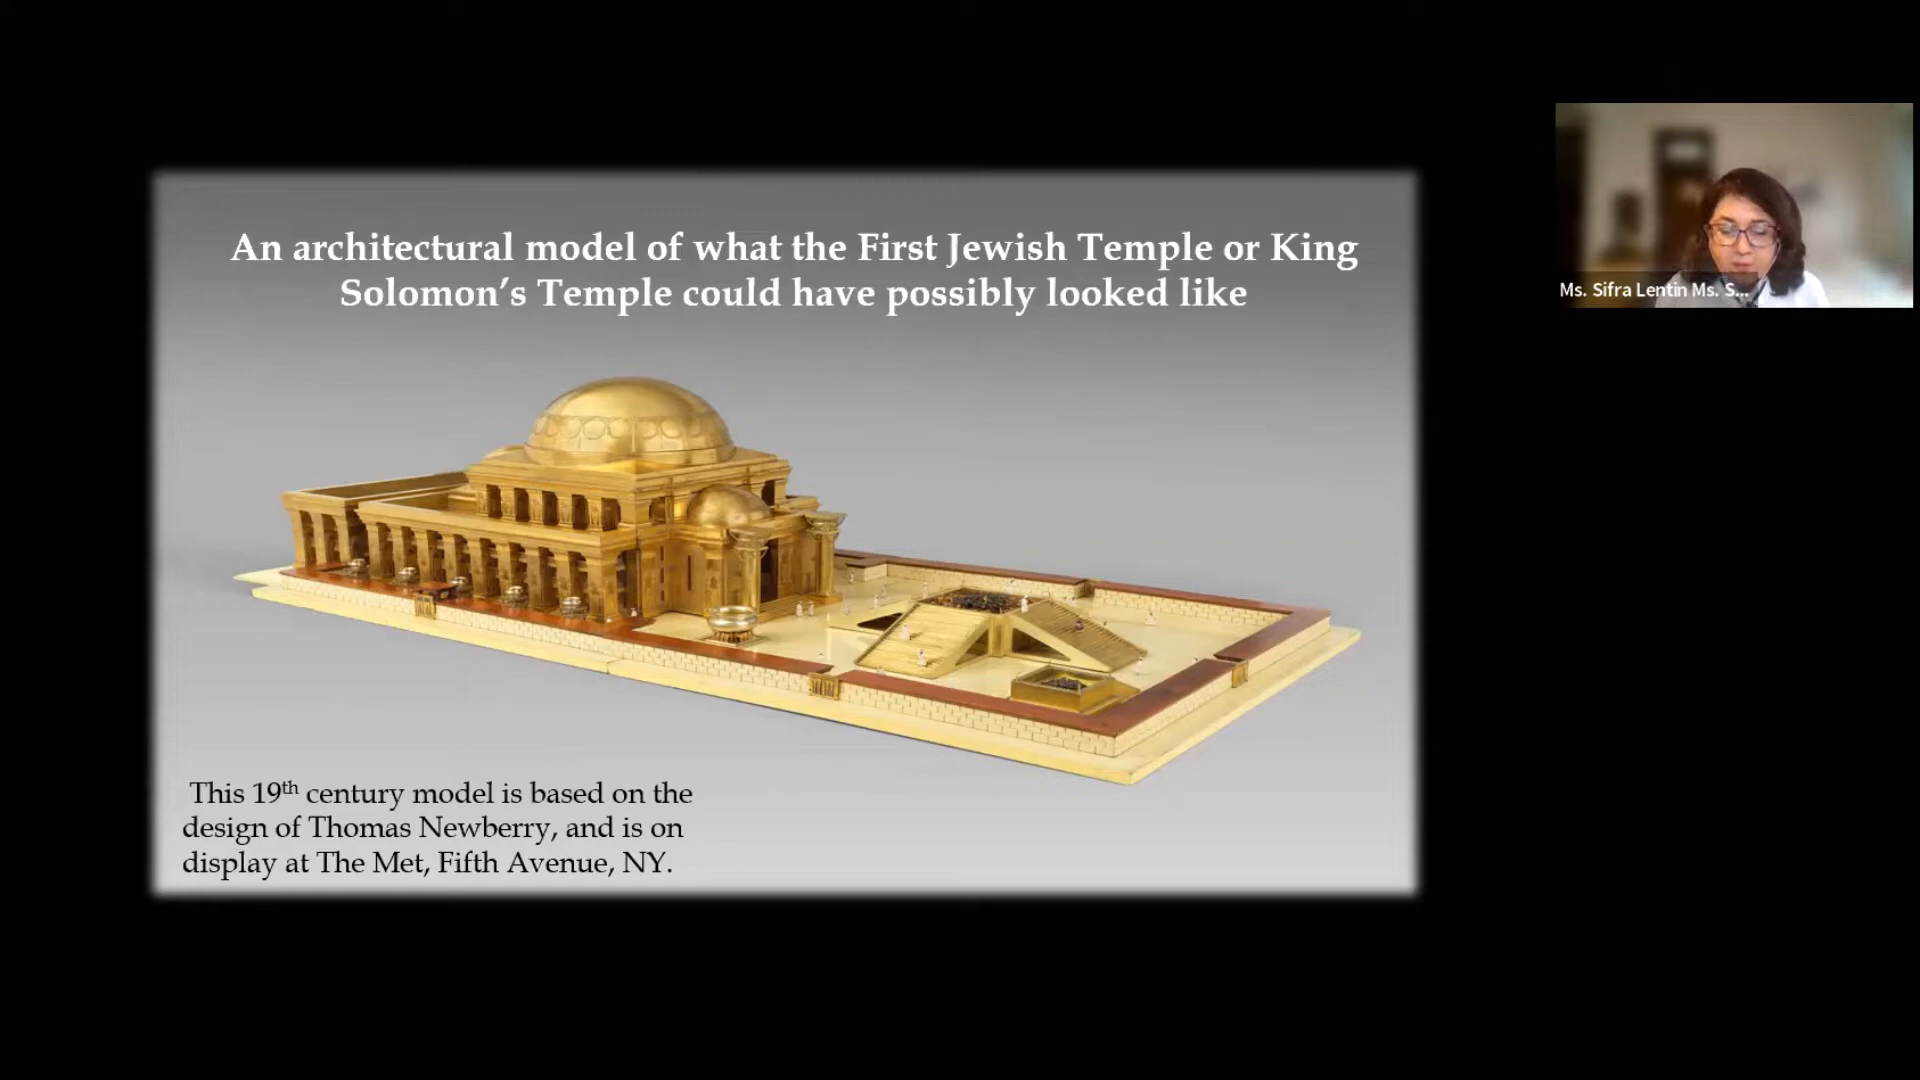 An architectural model of what the First Jewish Temple or King
Solomon’s Temple could have possibly looked like
This 19th century model is based on the
design of Thomas Newberry, and is on
display at The Met, Fifth Avenue, NY.
Ms. Sifra Lentin Ms. S...